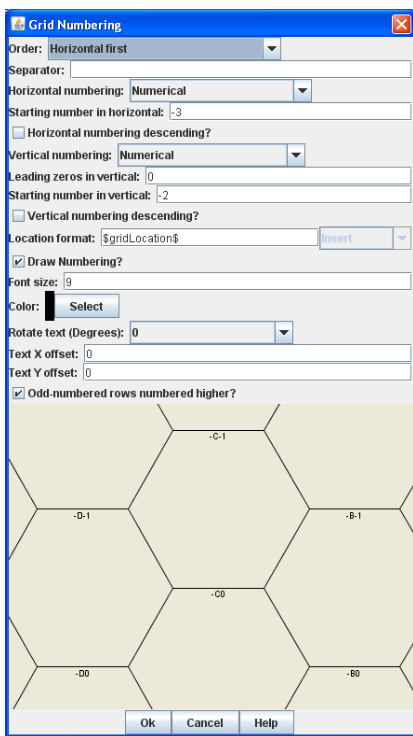 Grid Numbering
Order: Horizontal first
Separator:
Horizontal numbering: Numerical
Starting number in horizontal: -3
Horizontal numbering descending?
Vertical numbering: Numerical
Leading zeros in vertical: 0
Starting number in vertical: -2
Vertical numbering descending?
Location format: $gridLocation$ Insert
Draw Numbering?
Font size: 9
Color: Select
Rotate text (Degrees): 0
Text X offset: 0
Text Y offset: 0
Odd-numbered rows numbered higher?
-C-1
-D-1 -B-1
-C0
-D0 -B0
Ok Cancel Help